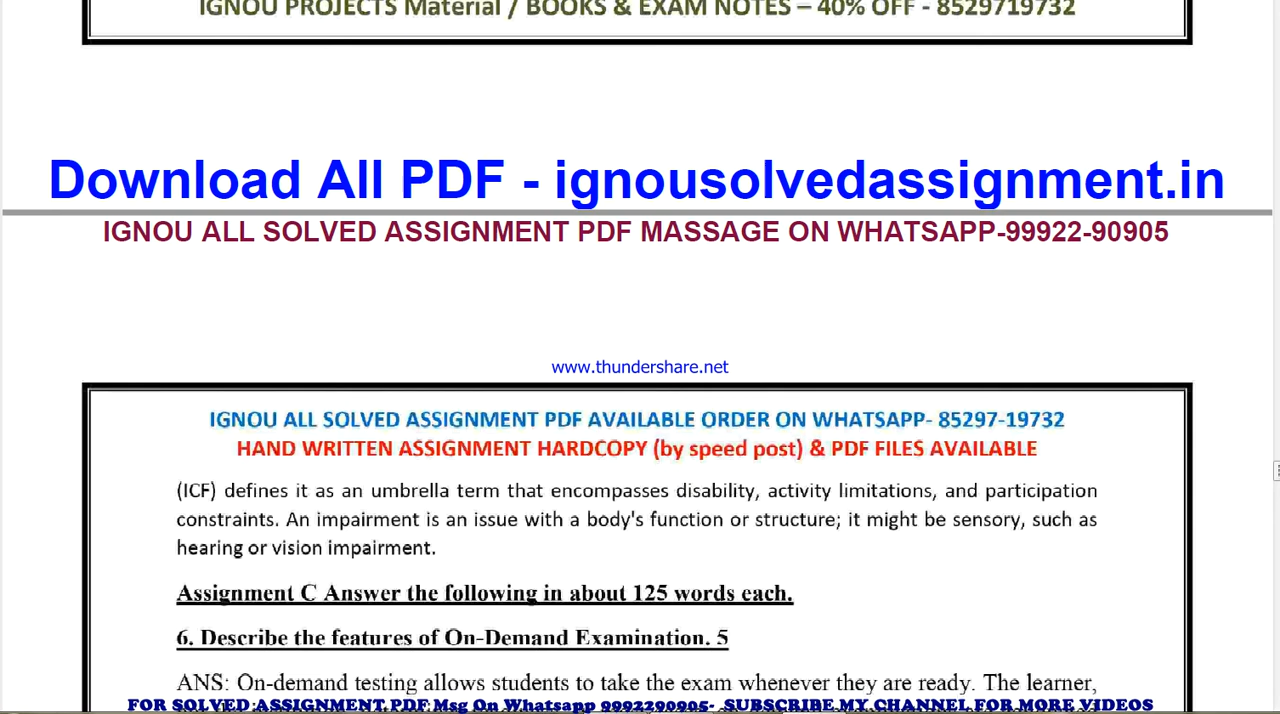 IGNOU PROJECTS Material / BOOKS & EXAM NOTES – 40% OFF - 8529719732
Download All PDF - ignousolvedassignment.in
IGNOU ALL SOLVED ASSIGNMENT PDF MASSAGE ON WHATSAPP-99922-90905
www.thundershare.net
IGNOU ALL SOLVED ASSIGNMENT PDF AVAILABLE ORDER ON WHATSAPP- 85297-19732
HAND WRITTEN ASSIGNMENT HARDCOPY (by speed post) & PDF FILES AVAILABLE
(ICF) defines it as an umbrella term that encompasses disability, activity limitations, and participation
constraints. An impairment is an issue with a body's function or structure; it might be sensory, such as
hearing or vision impairment.
Assignment C Answer the following in about 125 words each.
6. Describe the features of On-Demand Examination. 5
ANS: On-demand testing allows students to take the exam whenever they are ready. The learner,
FOR SOLVED ASSIGNMENT PDF Msg On Whatsapp 9992290905- SUBSCRIBE MY CHANNEL FOR MORE VIDEOS